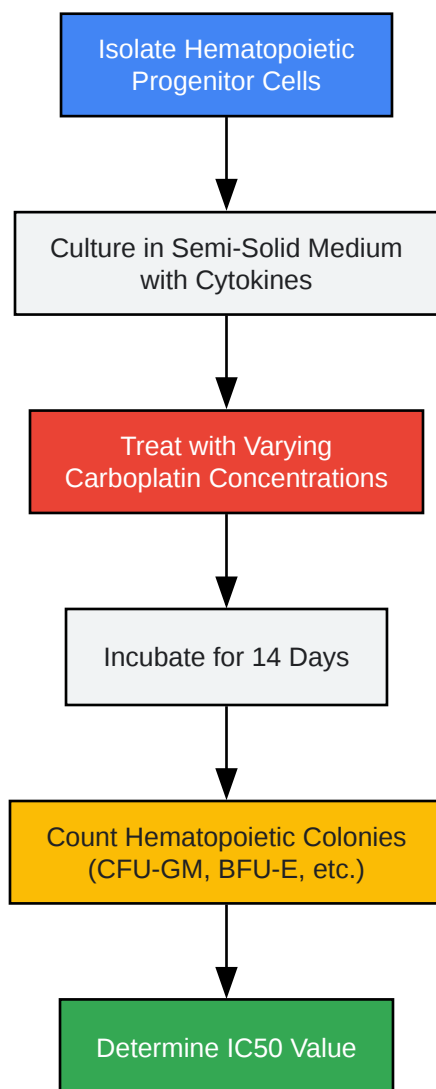 Isolate Hematopoietic
Progenitor Cells
Culture in Semi-Solid Medium
with Cytokines
Treat with Varying
Carboplatin Concentrations
Incubate for 14 Days
Count Hematopoietic Colonies
(CFU-GM, BFU-E, etc.)
Determine IC50 Value